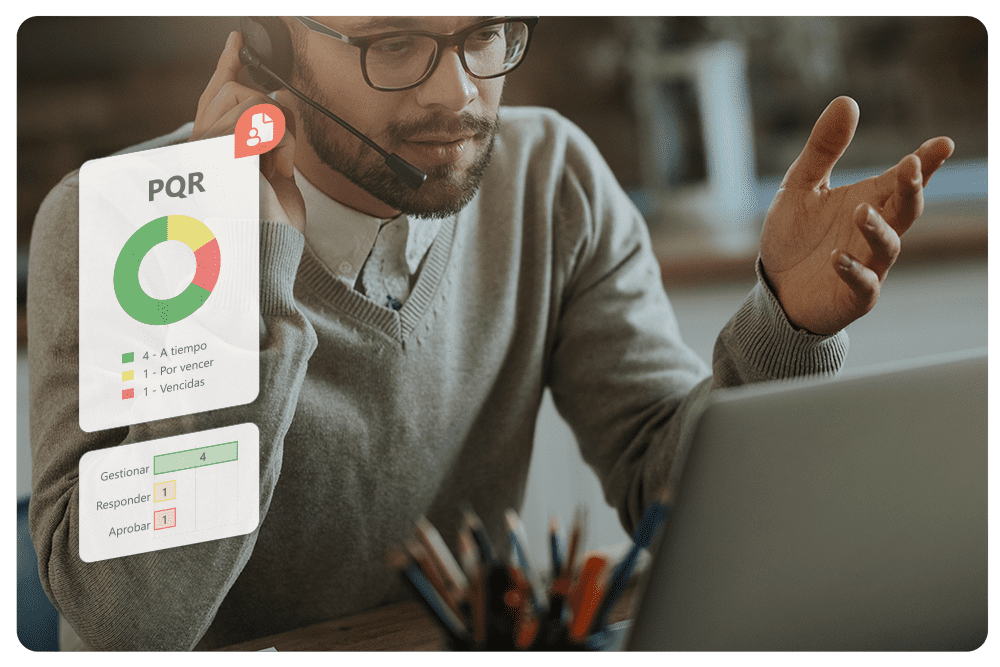 PQR
4 - A tiempo
1 - Por vencer
1 - Vencidas
Gestionar 4
Responder 1
Aprobar 1